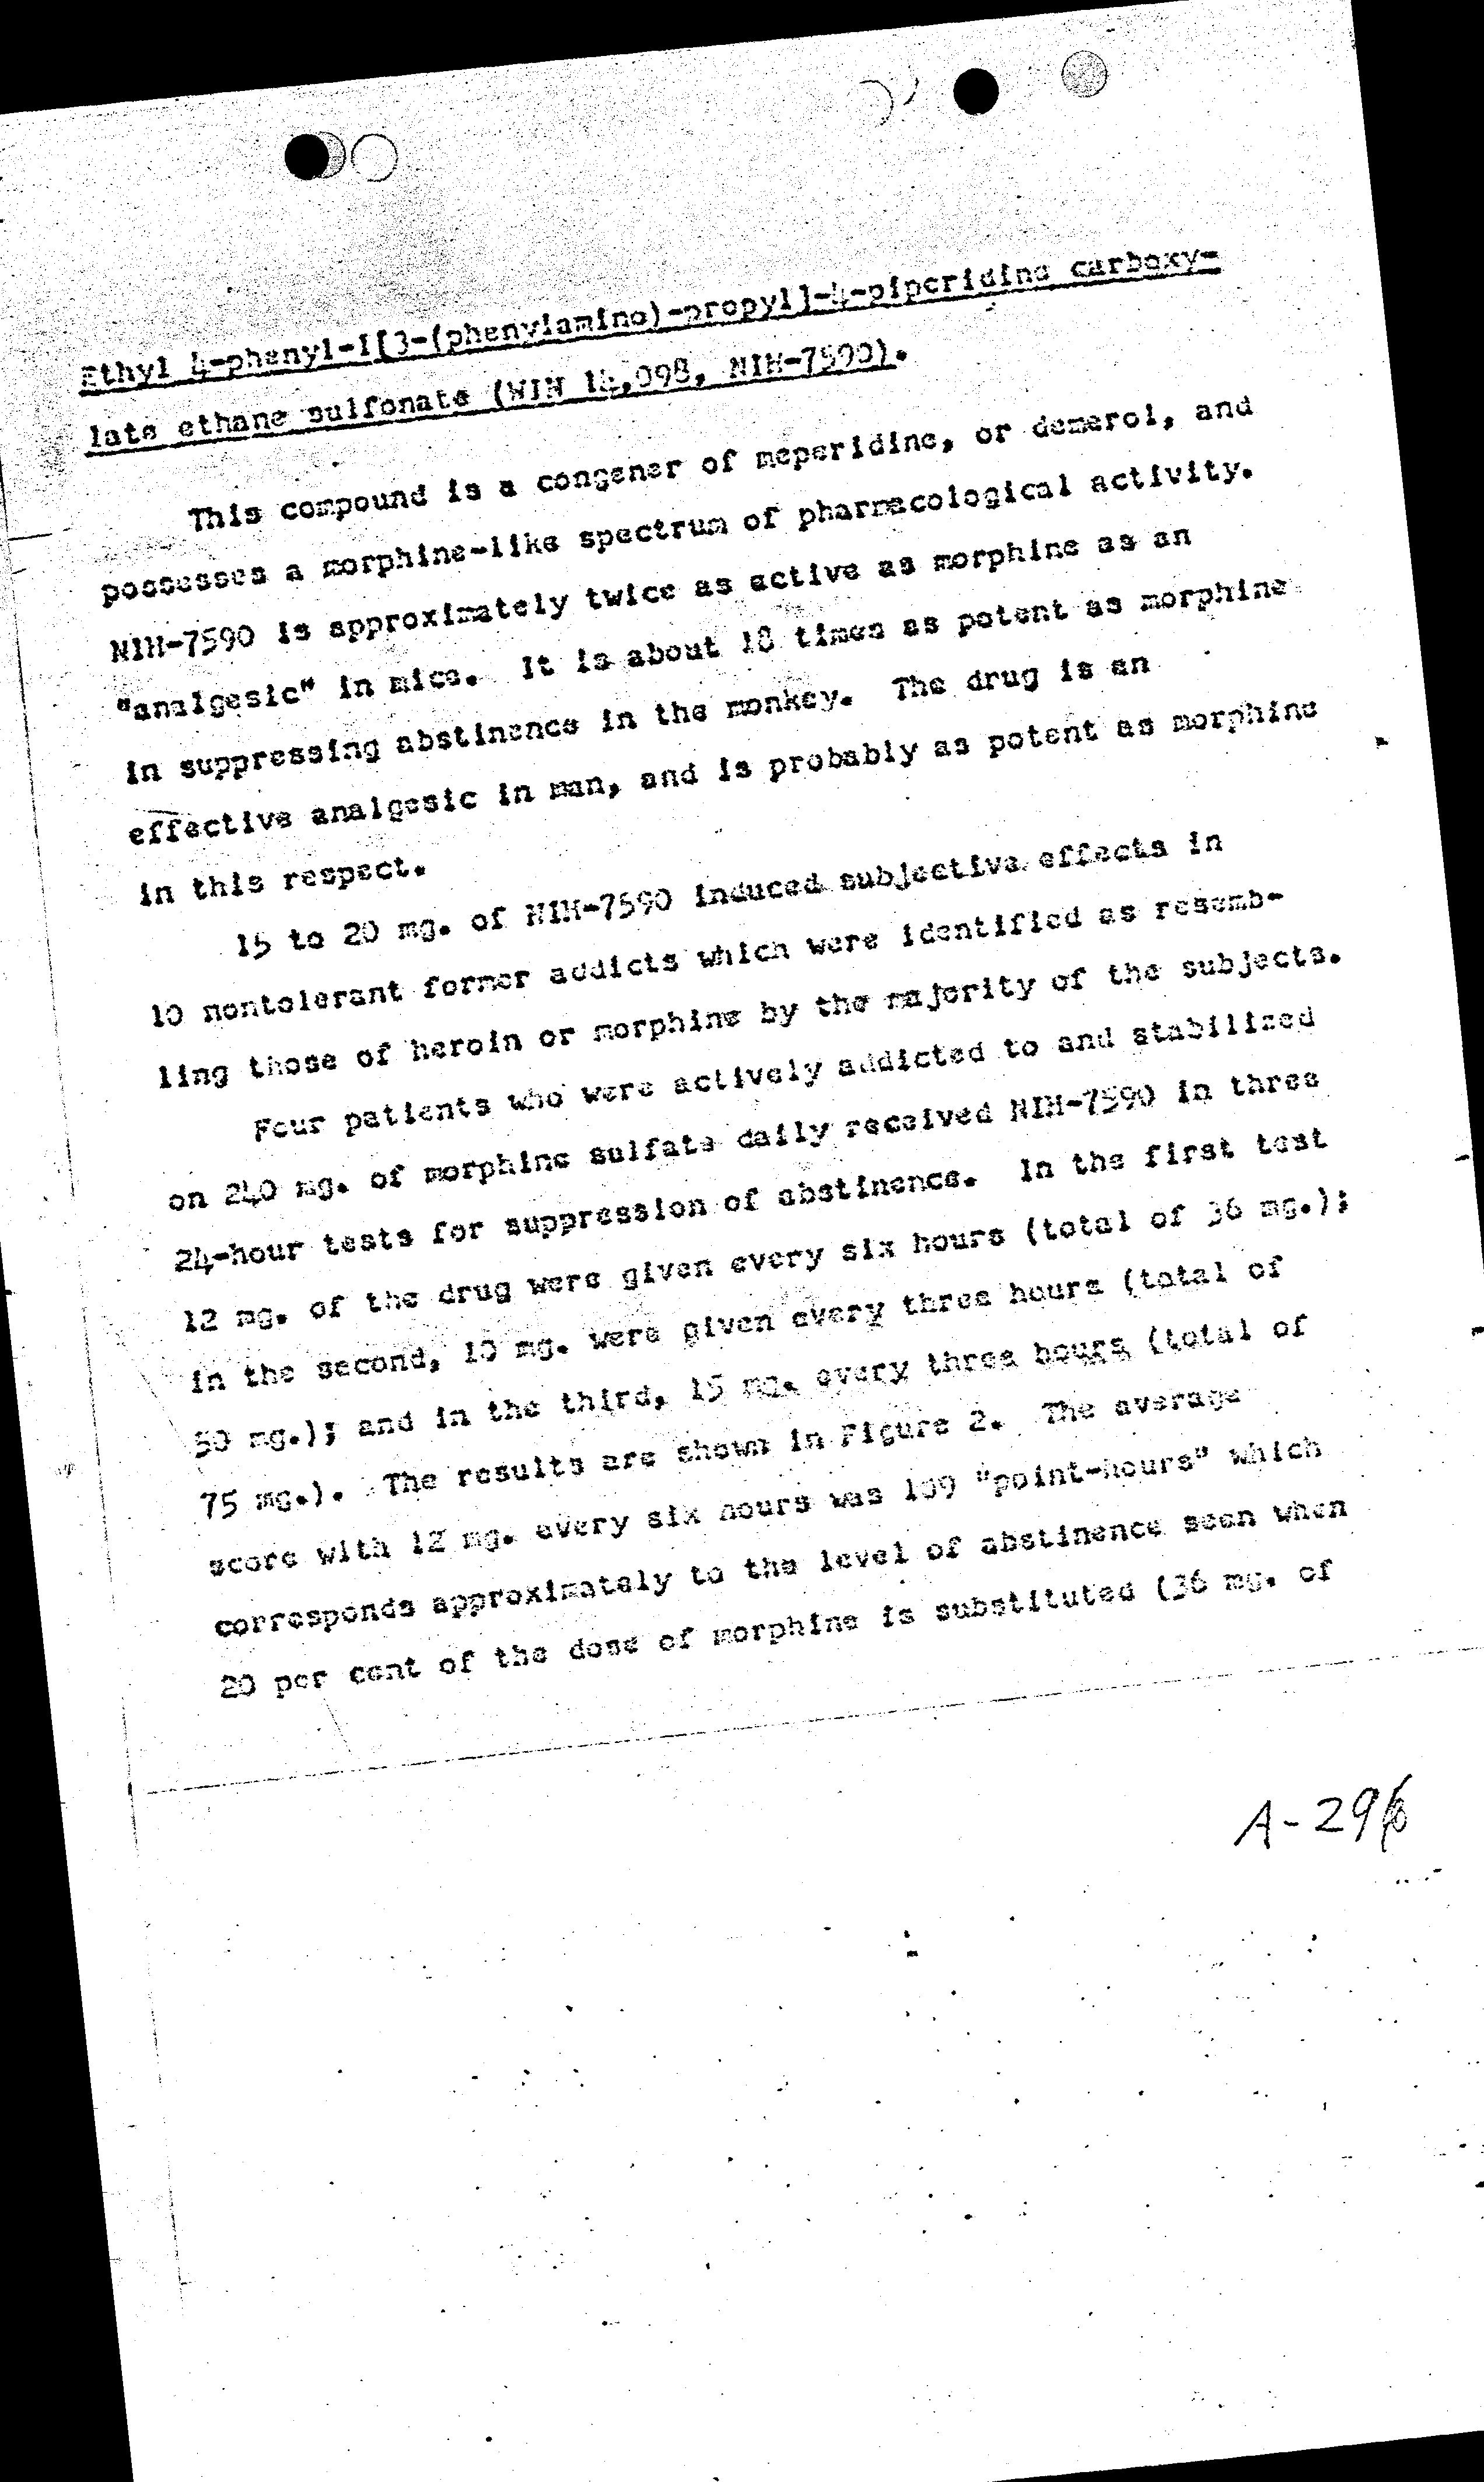 Ethyl 4-phenyl-1[3-(phenylamino)-propyl]-4-piperidine carboxy-
late ethane sulfonate (WIN 14,098, NIH-7590).
This compound is a congener of meperidine, or demerol, and
possesses a morphine-like spectrum of pharmacological activity.
NIH-7590 is approximately twice as active as morphine as an
"analgesic" in mice. It is about 18 times as potent as morphine
in suppressing abstinence in the monkey. The drug is an
effective analgesic in man, and is probably as potent as morphine
in this respect.
15 to 20 mg. of NIH-7590 induced subjective effects in
10 nontolerant former addicts which were identified as resemb-
ling those of heroin or morphine by the majority of the subjects.
Four patients who were actively addicted to and stabilized
on 240 mg. of morphine sulfate daily received NIH-7590 in three
24-hour tests for suppression of abstinence. In the first test
12 mg. of the drug were given every six hours (total of 36 mg.);
in the second, 10 mg. were given every three hours (total of
50 mg.); and in the third, 15 mg. every three hours (total of
75 mg.). The results are shown in Figure 2. The average
score with 12 mg. every six hours was "point-hours" which
corresponds approximately to the level of abstinence seen when
20 per cent of the dose of morphine is substituted (36 mg. of
A-296